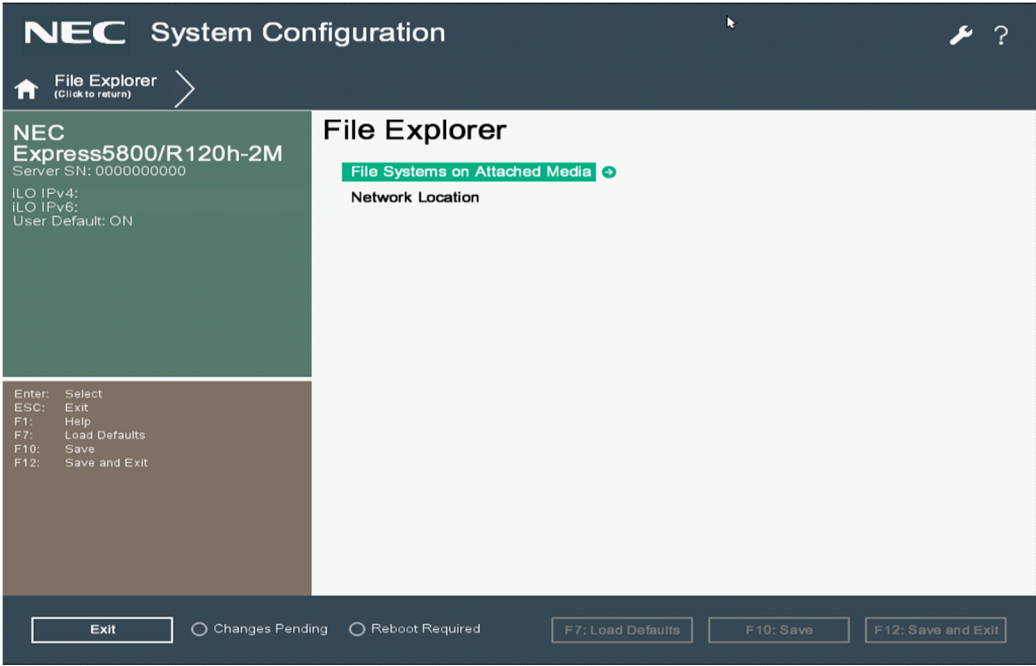 NEC System Configuration
?
File Explorer
(Click to return)
NEC
Express5800/R120h-2M
Server SN: 0000000000
iLO IPv4:
iLO IPv6:
User Default: ON
File Explorer
File Systems on Attached Media
Network Location
Enter: Select
ESC: Exit
F1: Help
F7: Load Defaults
F10: Save
F12: Save and Exit
Exit
Changes Pending
Reboot Required
F7: Load Defaults
F10: Save
F12: Save and Exit